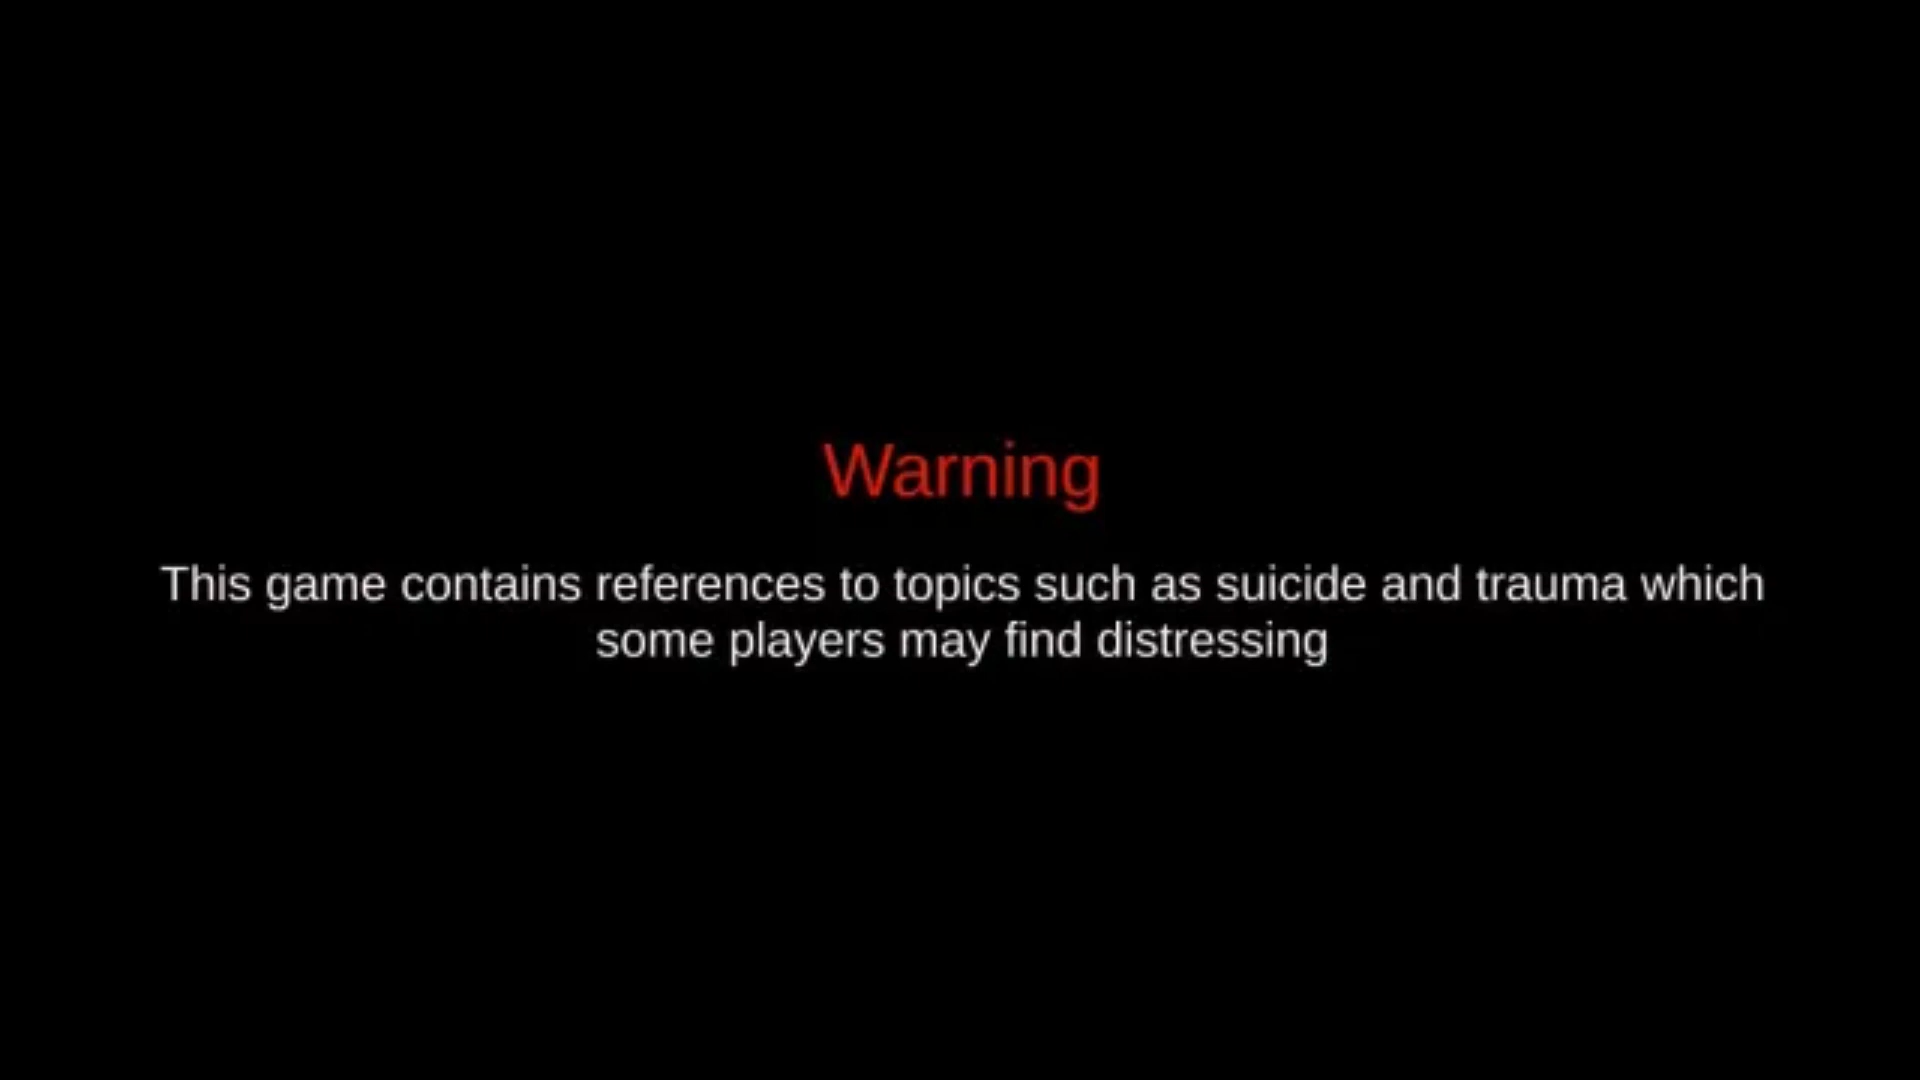 Warning
This game contains references to topics such as suicide and trauma which
some players may find distressing